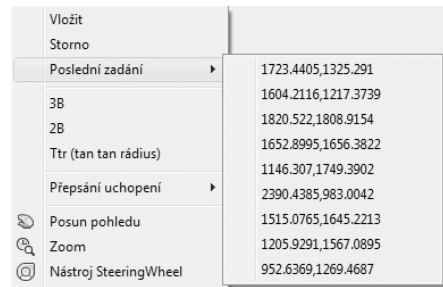 Vložit
Storno
Poslední zadání
3B
2B
Ttr (tan tan rádius)
Přepsání uchopení
Posun pohledu
Zoom
Nástroj SteeringWheel
1723.4405,1325.291
1604.2116,1217.3739
1820.522,1808.9154
1652.8995,1656.3822
1146.307,1749.3902
2390.4385,983.0042
1515.0765,1645.2213
1205.9291,1567.0895
952.6369,1269.4687